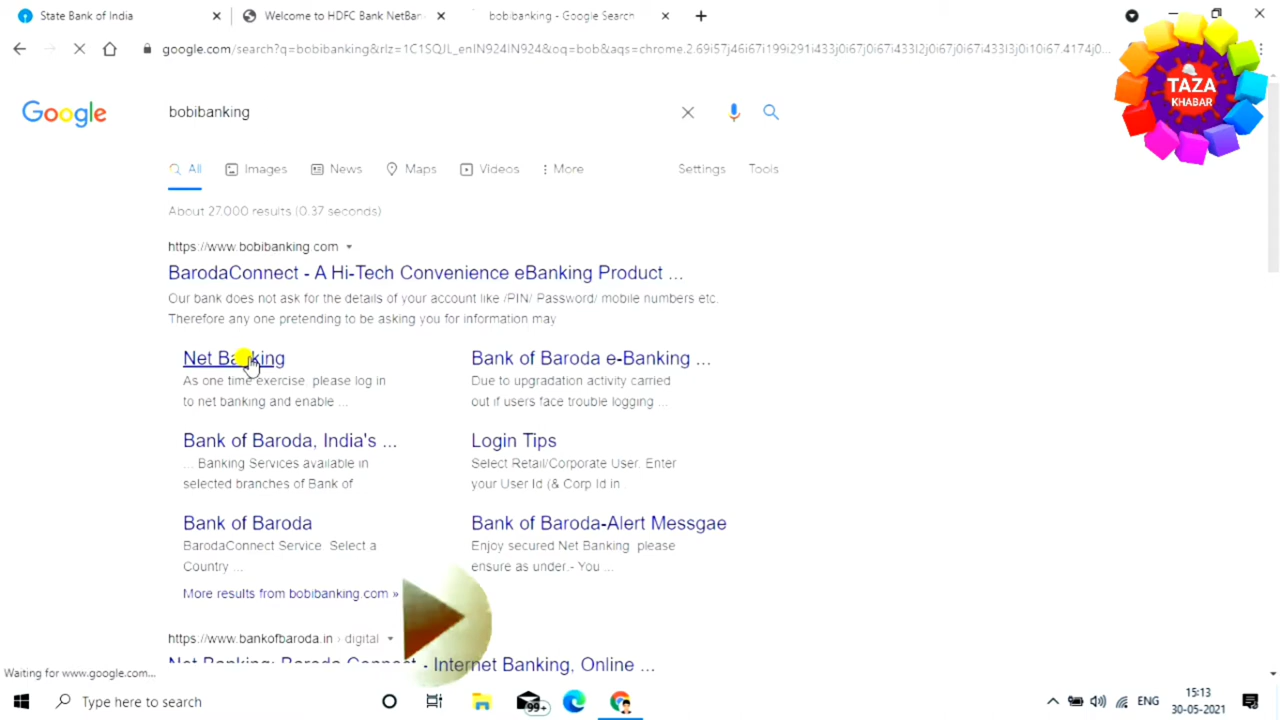 State Bank of India
Welcome to HDFC Bank NetBan
bobibanking - Google Search
google.com/search?q=bobibanking&rlz=1C1SQJL_enIN924IN924&oq=bob&aqs=chrome.2.69i57j46i67i199i291i433j0i67j0i67i433l2j0i67j0i67i433l3j0i10i67.4174j0...
TAZA
KHABAR
Google
bobibanking
All
Images
News
Maps
Videos
More
Settings
Tools
About 27,000 results (0.37 seconds)
https://www.bobibanking.com
BarodaConnect - A Hi-Tech Convenience eBanking Product ...
Our bank does not ask for the details of your account like /PIN/ Password/ mobile numbers etc.
Therefore any one pretending to be asking you for information may
Net Banking
As one time exercise please log in
to net banking and enable ...
Bank of Baroda e-Banking ...
Due to upgradation activity carried
out if users face trouble logging ...
Bank of Baroda, India's ...
... Banking Services available in
selected branches of Bank of
Login Tips
Select Retail/Corporate User. Enter
your User Id (& Corp Id in
Bank of Baroda
BarodaConnect Service Select a
Country ...
Bank of Baroda-Alert Messgae
Enjoy secured Net Banking please
ensure as under.- You ...
More results from bobibanking.com »
https://www.bankofbaroda.in › digital
Net Banking: Baroda Connect - Internet Banking, Online ...
Waiting for www.google.com...
Type here to search
99+
ENG
15:13
30-05-2021